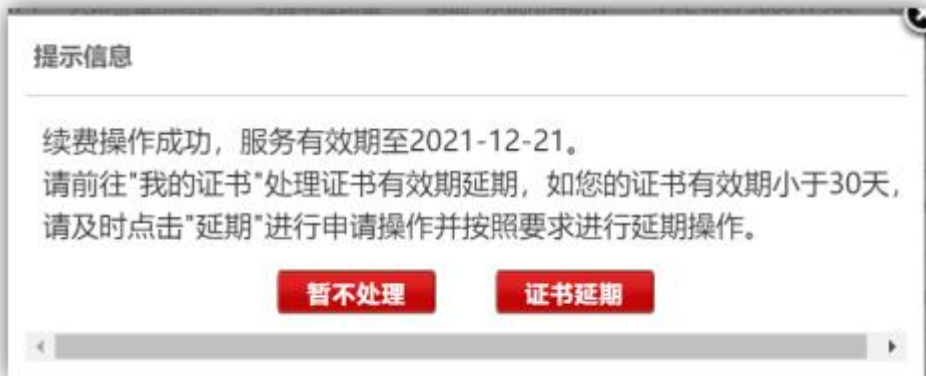 提示信息
续费操作成功，服务有效期至2021-12-21。
请前往"我的证书"处理证书有效期延期，如您的证书有效期小于30天，
请及时点击"延期"进行申请操作并按照要求进行延期操作。
暂不处理 证书延期